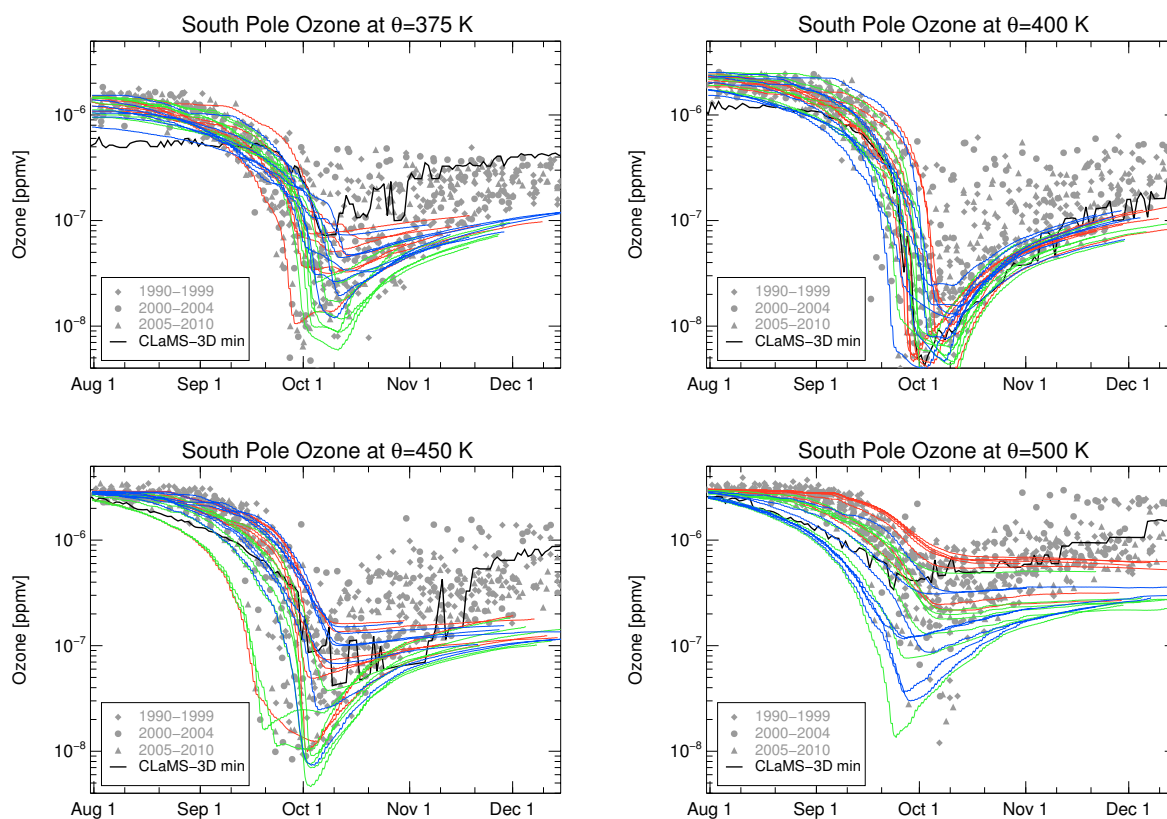 South Pole Ozone at θ=375 K
Ozone [ppmv]
10⁻⁶
10⁻⁷
10⁻⁸
1990−1999
2000−2004
2005−2010
CLaMS−3D min
Aug 1 Sep 1 Oct 1 Nov 1 Dec 1
South Pole Ozone at θ=400 K
Ozone [ppmv]
10⁻⁶
10⁻⁷
10⁻⁸
1990−1999
2000−2004
2005−2010
CLaMS−3D min
Aug 1 Sep 1 Oct 1 Nov 1 Dec 1
South Pole Ozone at θ=450 K
Ozone [ppmv]
10⁻⁶
10⁻⁷
10⁻⁸
1990−1999
2000−2004
2005−2010
CLaMS−3D min
Aug 1 Sep 1 Oct 1 Nov 1 Dec 1
South Pole Ozone at θ=500 K
Ozone [ppmv]
10⁻⁶
10⁻⁷
10⁻⁸
1990−1999
2000−2004
2005−2010
CLaMS−3D min
Aug 1 Sep 1 Oct 1 Nov 1 Dec 1